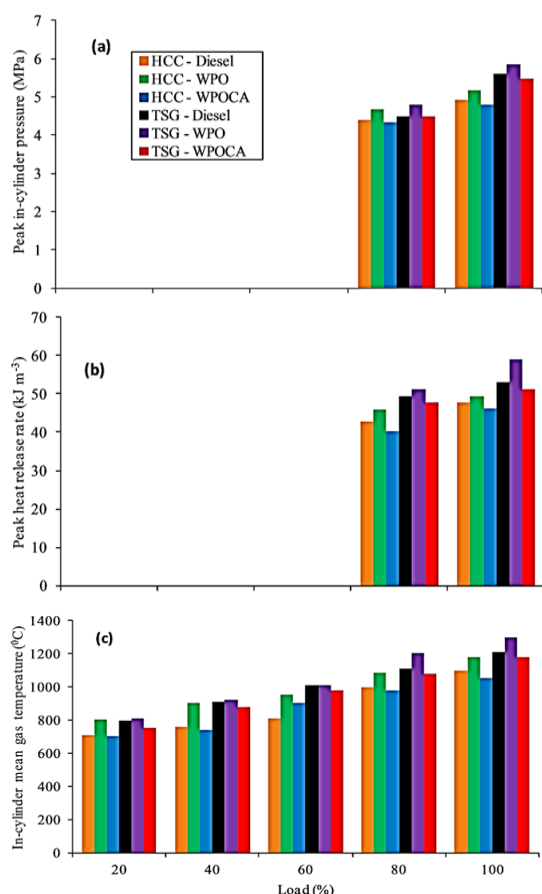 (a)
Peak in-cylinder pressure (MPa)
7
6
5
4
3
2
1
0
HCC - Diesel
HCC - WPO
HCC - WPOCA
TSG - Diesel
TSG - WPO
TSG - WPOCA
(b)
Peak heat release rate (kJ m⁻³)
70
60
50
40
30
20
10
0
(c)
In-cylinder mean gas temperature (⁰C)
1400
1200
1000
800
600
400
200
0
20 40 60 80 100
Load (%)